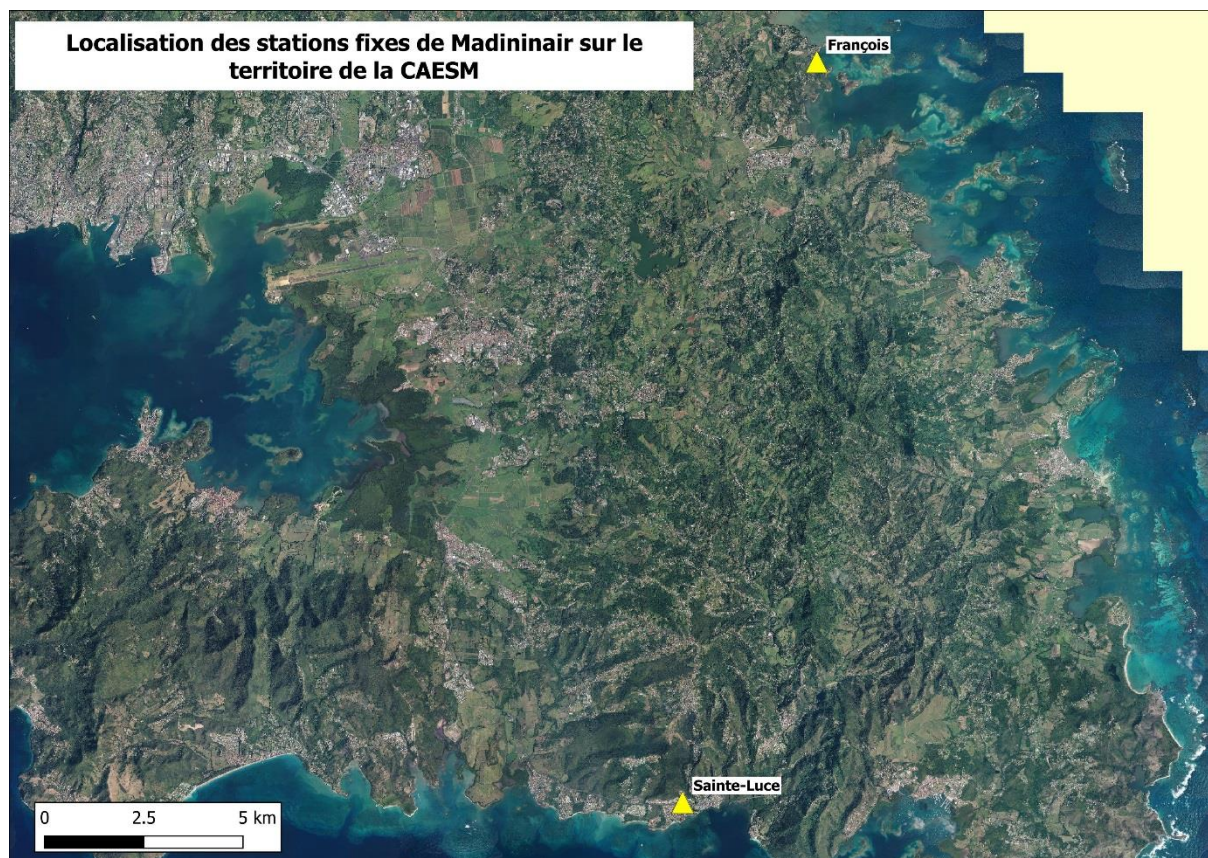 Localisation des stations fixes de Madininair sur le
territoire de la CAESM
François
Sainte-Luce
0 2.5 5 km